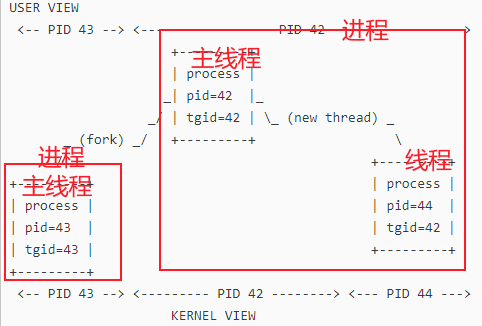 USER VIEW
<-- PID 43 --> <-- PID 42 进程 -->
+---------+
主线程
| process |
_| pid=42 |_
_/ | tgid=42 | \_ (new thread) _
_ (fork) _/ +---------+ \
进程 线程
+---------+ +---------+
主线程
| process | | process |
| pid=43 | | pid=44 |
| tgid=43 | | tgid=42 |
+---------+ +---------+
<-- PID 43 --> <--------- PID 42 --------> <-- PID 44 --->
KERNEL VIEW